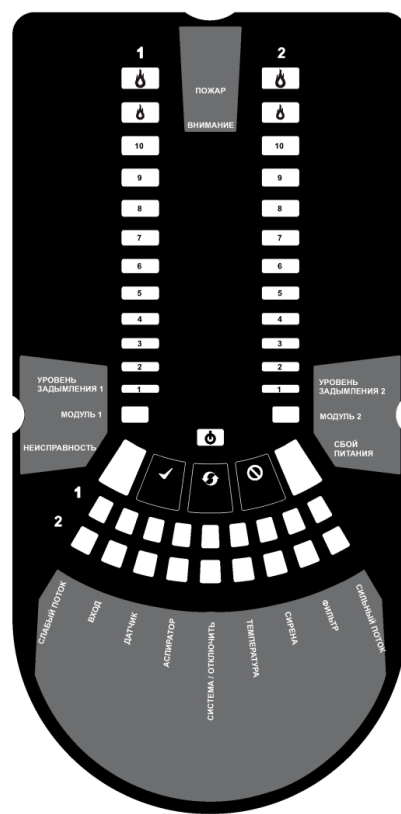 1 2
ПОЖАР
ВНИМАНИЕ
10 10
9 9
8 8
7 7
6 6
5 5
4 4
3 3
2 2
1 1
УРОВЕНЬ
ЗАДЫМЛЕНИЯ 1
МОДУЛЬ 1
НЕИСПРАВНОСТЬ
УРОВЕНЬ
ЗАДЫМЛЕНИЯ 2
МОДУЛЬ 2
СБОЙ
ПИТАНИЯ
1
2
СЛАБЫЙ ПОТОК
ВХОД
ДАТЧИК
АСПИРАТОР
СИСТЕМА / ОТКЛЮЧИТЬ
ТЕМПЕРАТУРА
СИРЕНА
ФИЛЬТР
СИЛЬНЫЙ ПОТОК